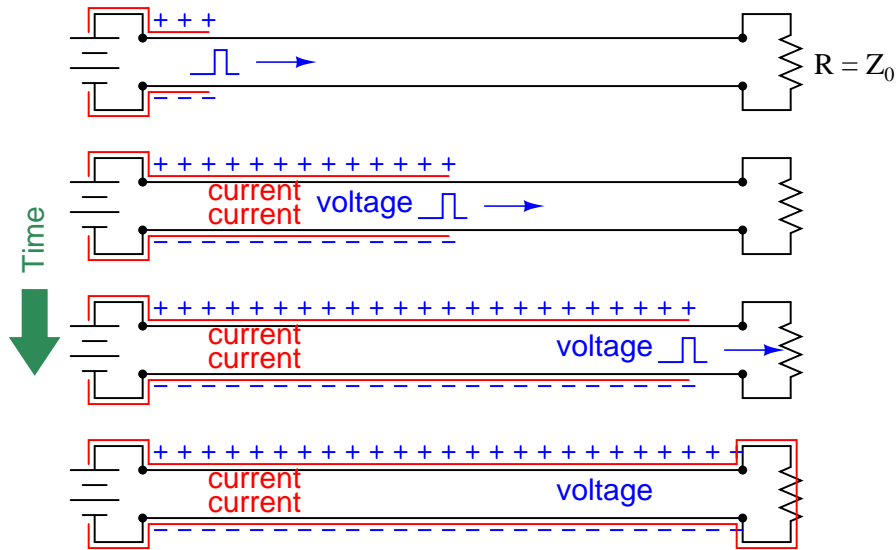 + + +
R = Z0
− − −
+ + + + + + + + + + + + +
current
current
voltage
− − − − − − − − − − − − −
Time
+ + + + + + + + + + + + + + + + + + + + + + +
current
current
voltage
− − − − − − − − − − − − − − − − − − − − − − −
+ + + + + + + + + + + + + + + + + + + + + + + + +
current
current
voltage
− − − − − − − − − − − − − − − − − − − − − − − − −